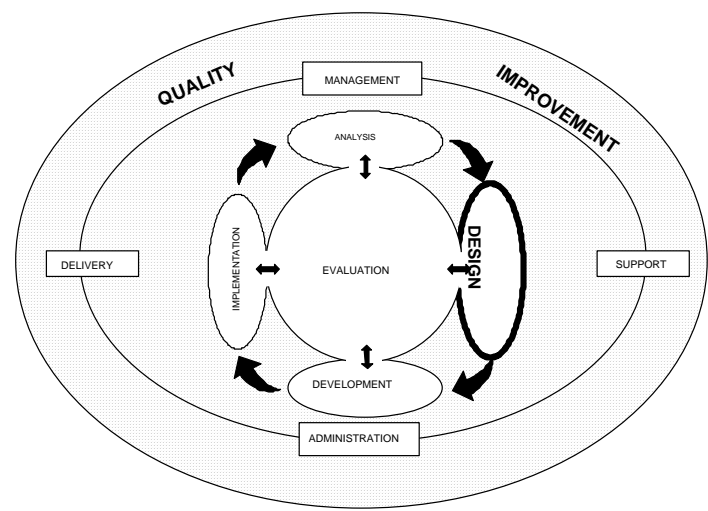 QUALITY
IMPROVEMENT
MANAGEMENT
ANALYSIS
DELIVERY
IMPLEMENTATION
EVALUATION
DESIGN
SUPPORT
DEVELOPMENT
ADMINISTRATION